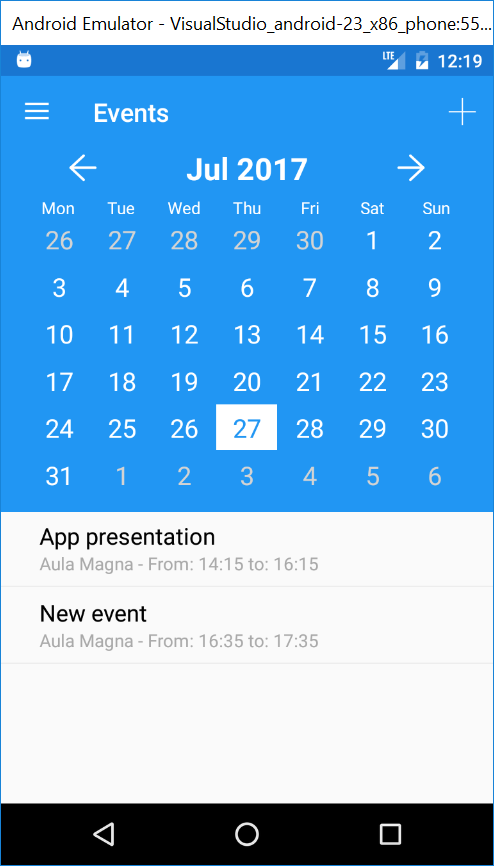 Android Emulator - VisualStudio_android-23_x86_phone:55...
LTE 12:19
Events
Jul 2017
Mon Tue Wed Thu Fri Sat Sun
26 27 28 29 30 1 2
3 4 5 6 7 8 9
10 11 12 13 14 15 16
17 18 19 20 21 22 23
24 25 26 27 28 29 30
31 1 2 3 4 5 6
App presentation
Aula Magna - From: 14:15 to: 16:15
New event
Aula Magna - From: 16:35 to: 17:35